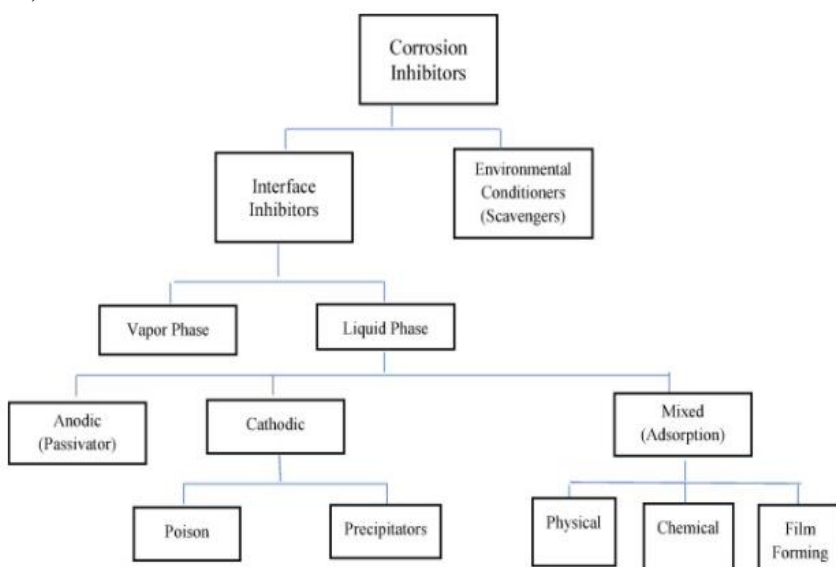 Corrosion
Inhibitors
Interface
Inhibitors
Environmental
Conditioners
(Scavengers)
Vapor Phase
Liquid Phase
Anodic
(Passivator)
Cathodic
Mixed
(Adsorption)
Poison
Precipitators
Physical
Chemical
Film
Forming